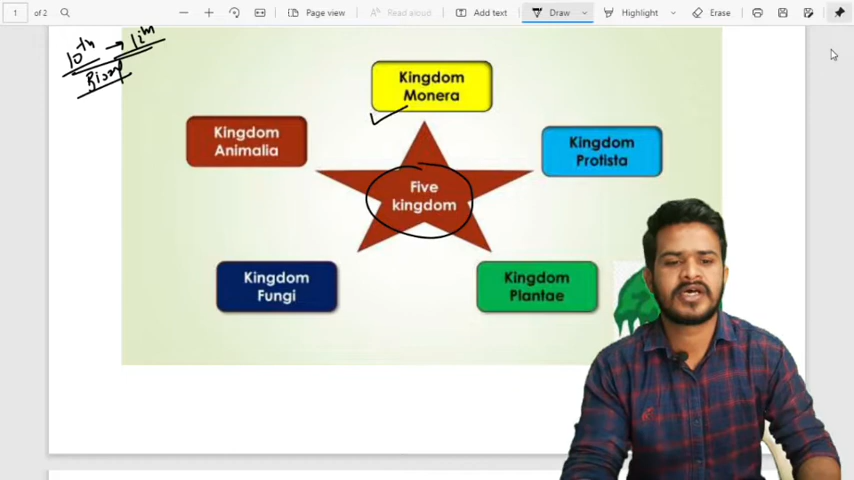 1
of 2
Page view
Read aloud
Add text
Draw
Highlight
Erase
10th → 11th
Kingdom
Monera
Kingdom
Animalia
Kingdom
Protista
Five
kingdom
Kingdom
Fungi
Kingdom
Plantae